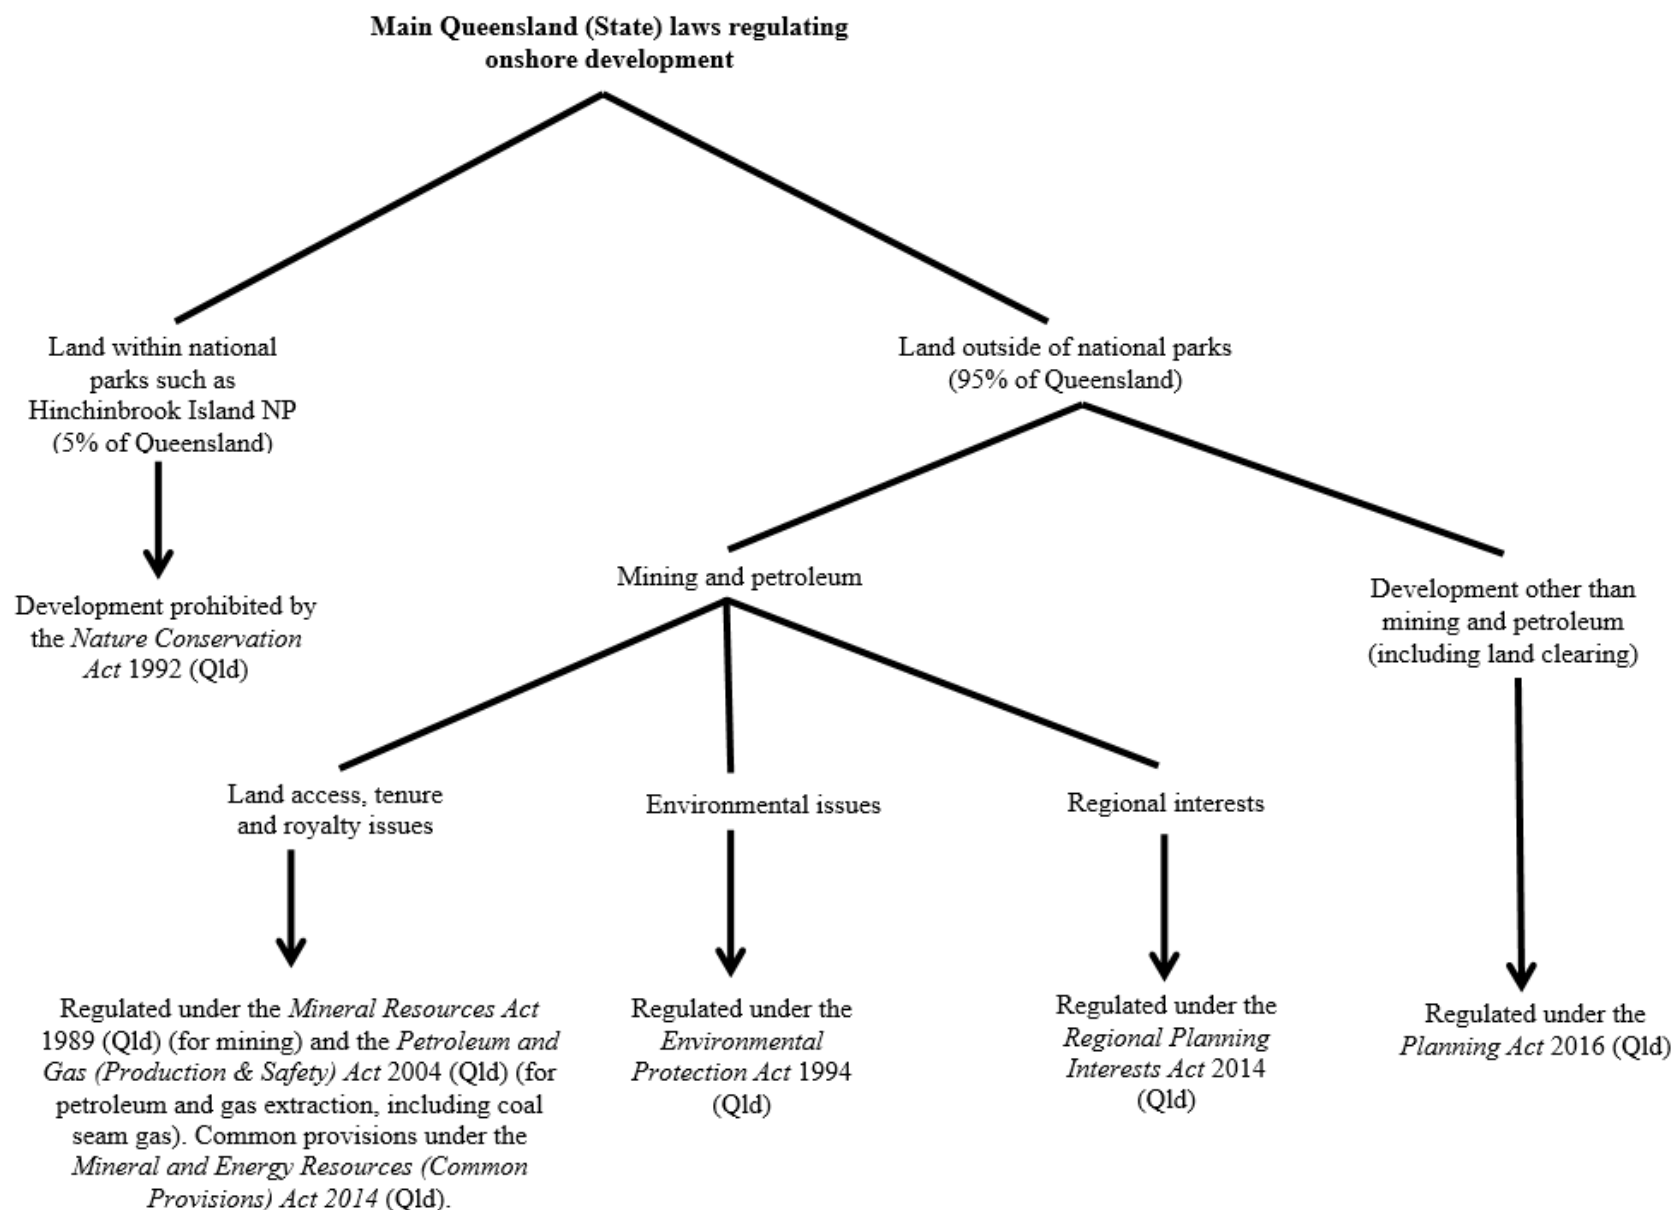 Main Queensland (State) laws regulating
onshore development
Land within national
parks such as
Hinchinbrook Island NP
(5% of Queensland)
Land outside of national parks
(95% of Queensland)
Development prohibited by
the Nature Conservation
Act 1992 (Qld)
Mining and petroleum
Development other than
mining and petroleum
(including land clearing)
Land access, tenure
and royalty issues
Environmental issues
Regional interests
Regulated under the Mineral Resources Act
1989 (Qld) (for mining) and the Petroleum and
Gas (Production & Safety) Act 2004 (Qld) (for
petroleum and gas extraction, including coal
seam gas). Common provisions under the
Mineral and Energy Resources (Common
Provisions) Act 2014 (Qld).
Regulated under the
Environmental
Protection Act 1994
(Qld)
Regulated under the
Regional Planning
Interests Act 2014
(Qld)
Regulated under the
Planning Act 2016 (Qld)